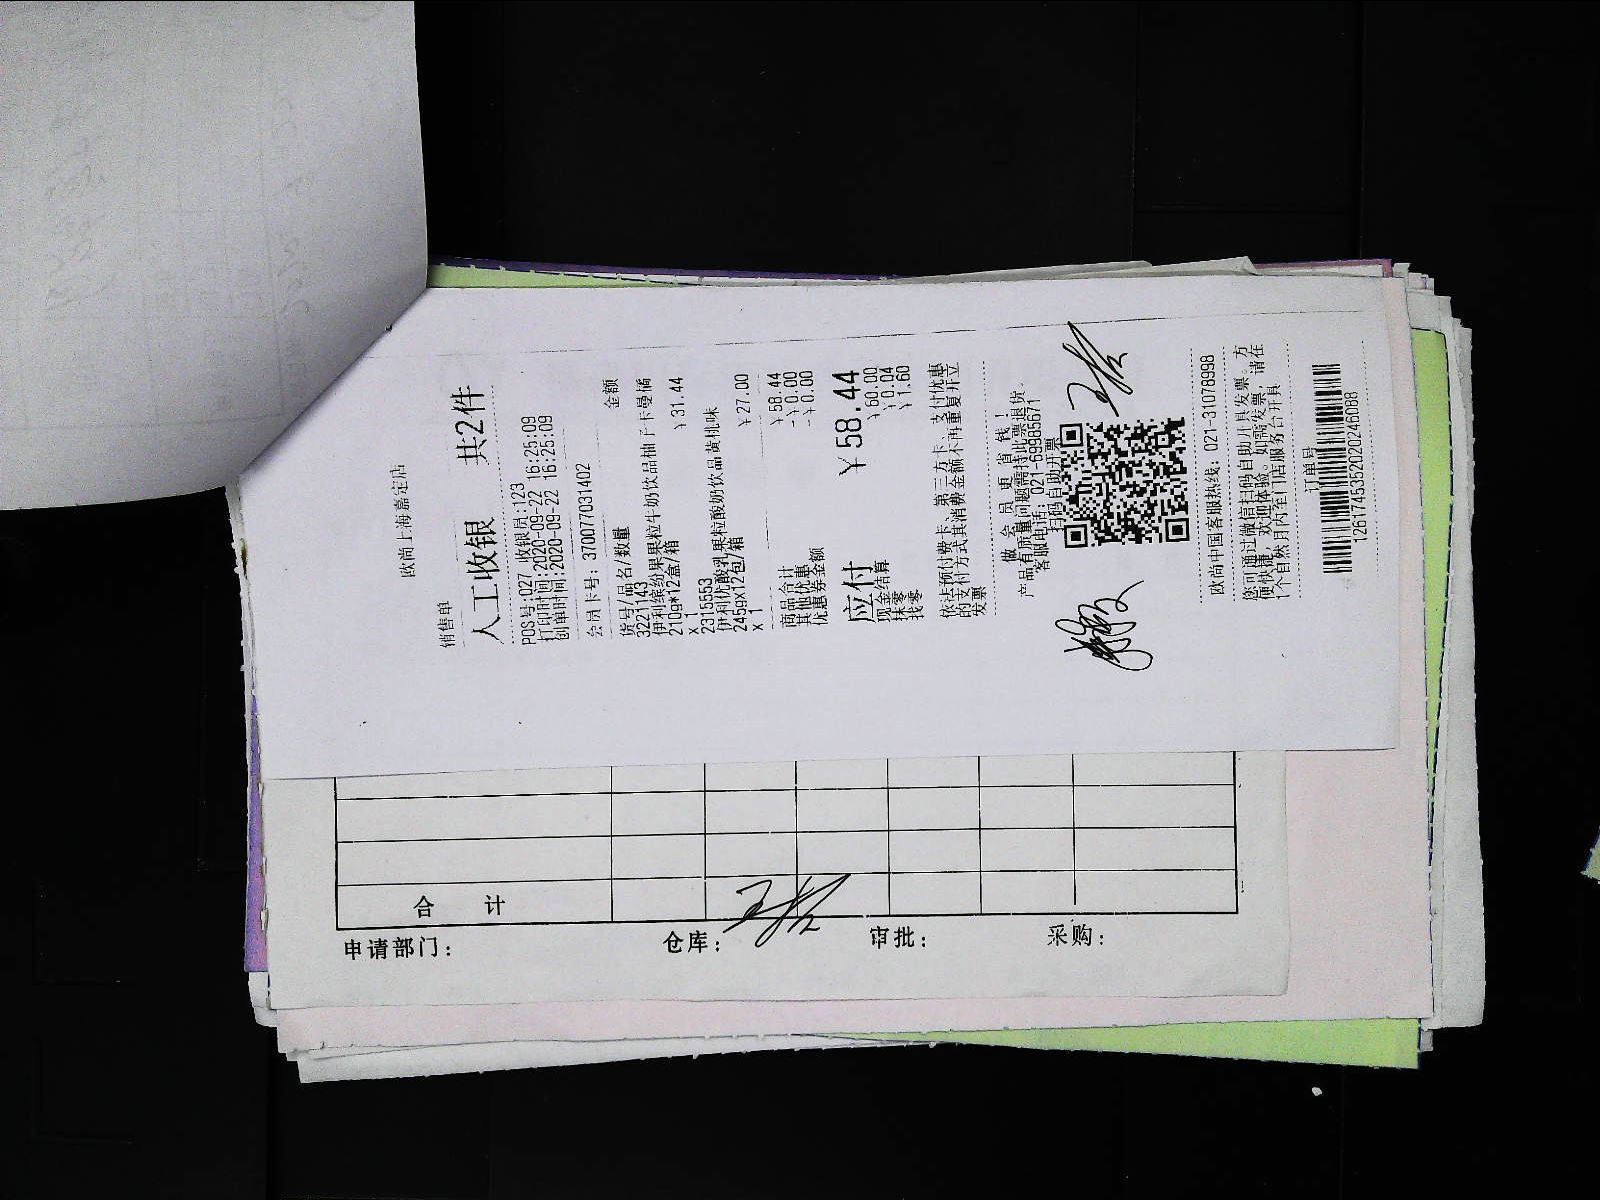 欧尚上海嘉定店
销售单
人工收银 共2件
POS号:027 收银员:123
打印时间:2020-09-22 16:25:09
创单时间:2020-09-22 16:25:09
会员卡号: 370077031402
货号/品名/数量 金额
3221143
伊利缤纷果果粒牛奶饮品柚子卡曼橘
210g*12盒/箱
x 1 ￥31.44
2315553
伊利优酸乳果粒酸奶饮品黄桃味
245gX12包/箱
x 1 ￥27.00
商品合计 ￥58.44
其他优惠 -￥0.00
优惠券金额 -￥0.00
应付 ￥58.44
现金结算 ￥60.00
抹零 ￥0.04
找零 ￥1.60
依法预付费卡、第三方卡、支付优惠
的支付方式其消费金额不再重复开立
发票
做 会 员 更 省 钱 !
产品有质量问题需持此票退货.
客服电话: 021-69985671
扫码自助开票
欧尚中国客服热线: 021-31078998
您可通过微信扫码自助开具发票。方
便快捷，欢迎体验。如需发票，请在
1个自然月内至门店服务台开具
订单号
126174535202024608B
合 计
申请部门: 仓库: 审批: 采购: